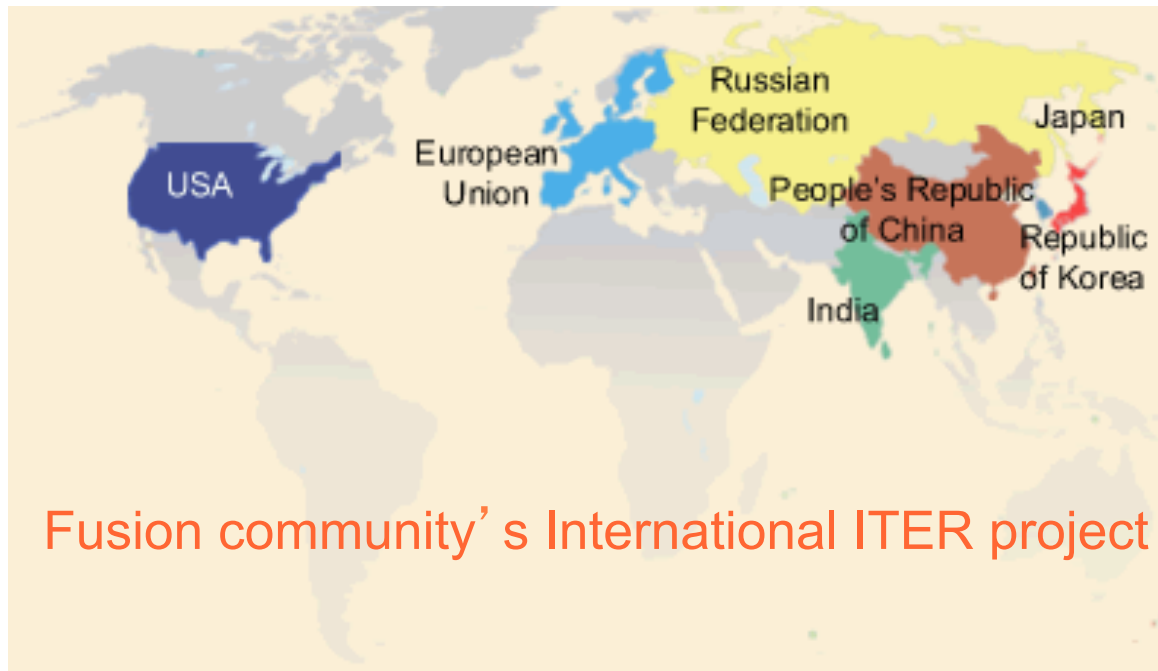 Russian
Federation
Japan
European
Union
USA
People's Republic
of China
Republic
of Korea
India
Fusion community’ s International ITER project